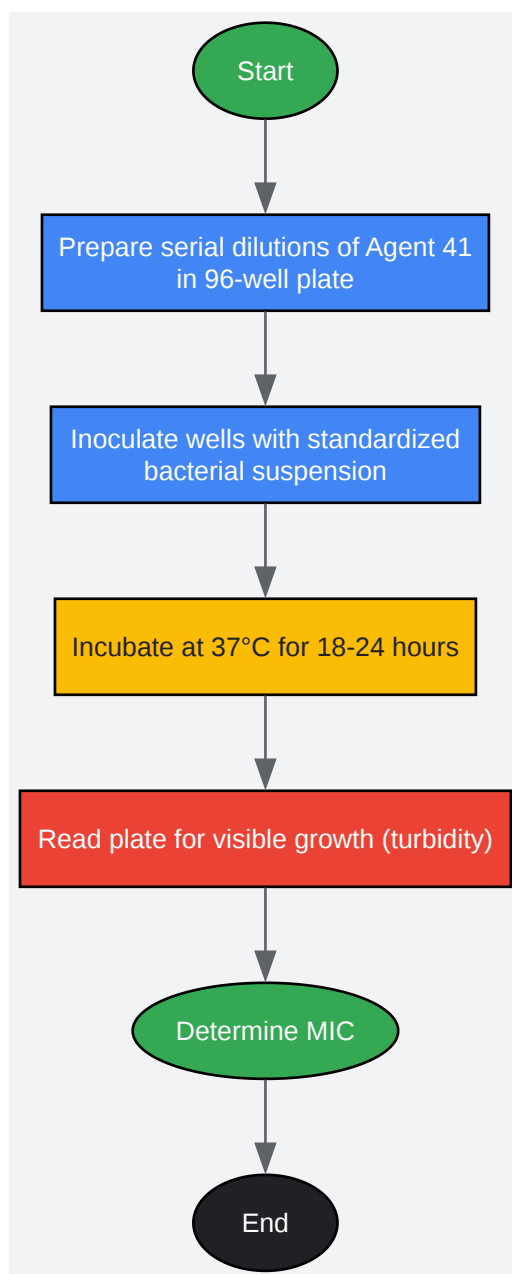 Start
Prepare serial dilutions of Agent 41
in 96-well plate
Inoculate wells with standardized
bacterial suspension
Incubate at 37°C for 18-24 hours
Read plate for visible growth (turbidity)
Determine MIC
End